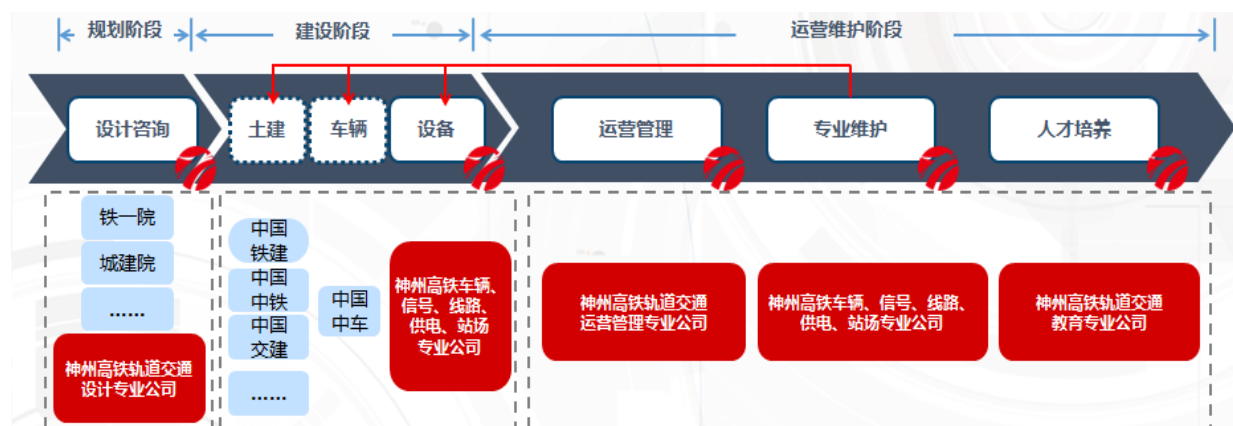 规划阶段
建设阶段
运营维护阶段
设计咨询
土建
车辆
设备
运营管理
专业维护
人才培养
铁一院
城建院
……
神州高铁轨道交通
设计专业公司
中国
铁建
中国
中铁
中国
交建
……
中国
中车
神州高铁车辆、
信号、线路、
供电、站场
专业公司
神州高铁轨道交通
运营管理专业公司
神州高铁车辆、信号、线路、
供电、站场专业公司
神州高铁轨道交通
教育专业公司